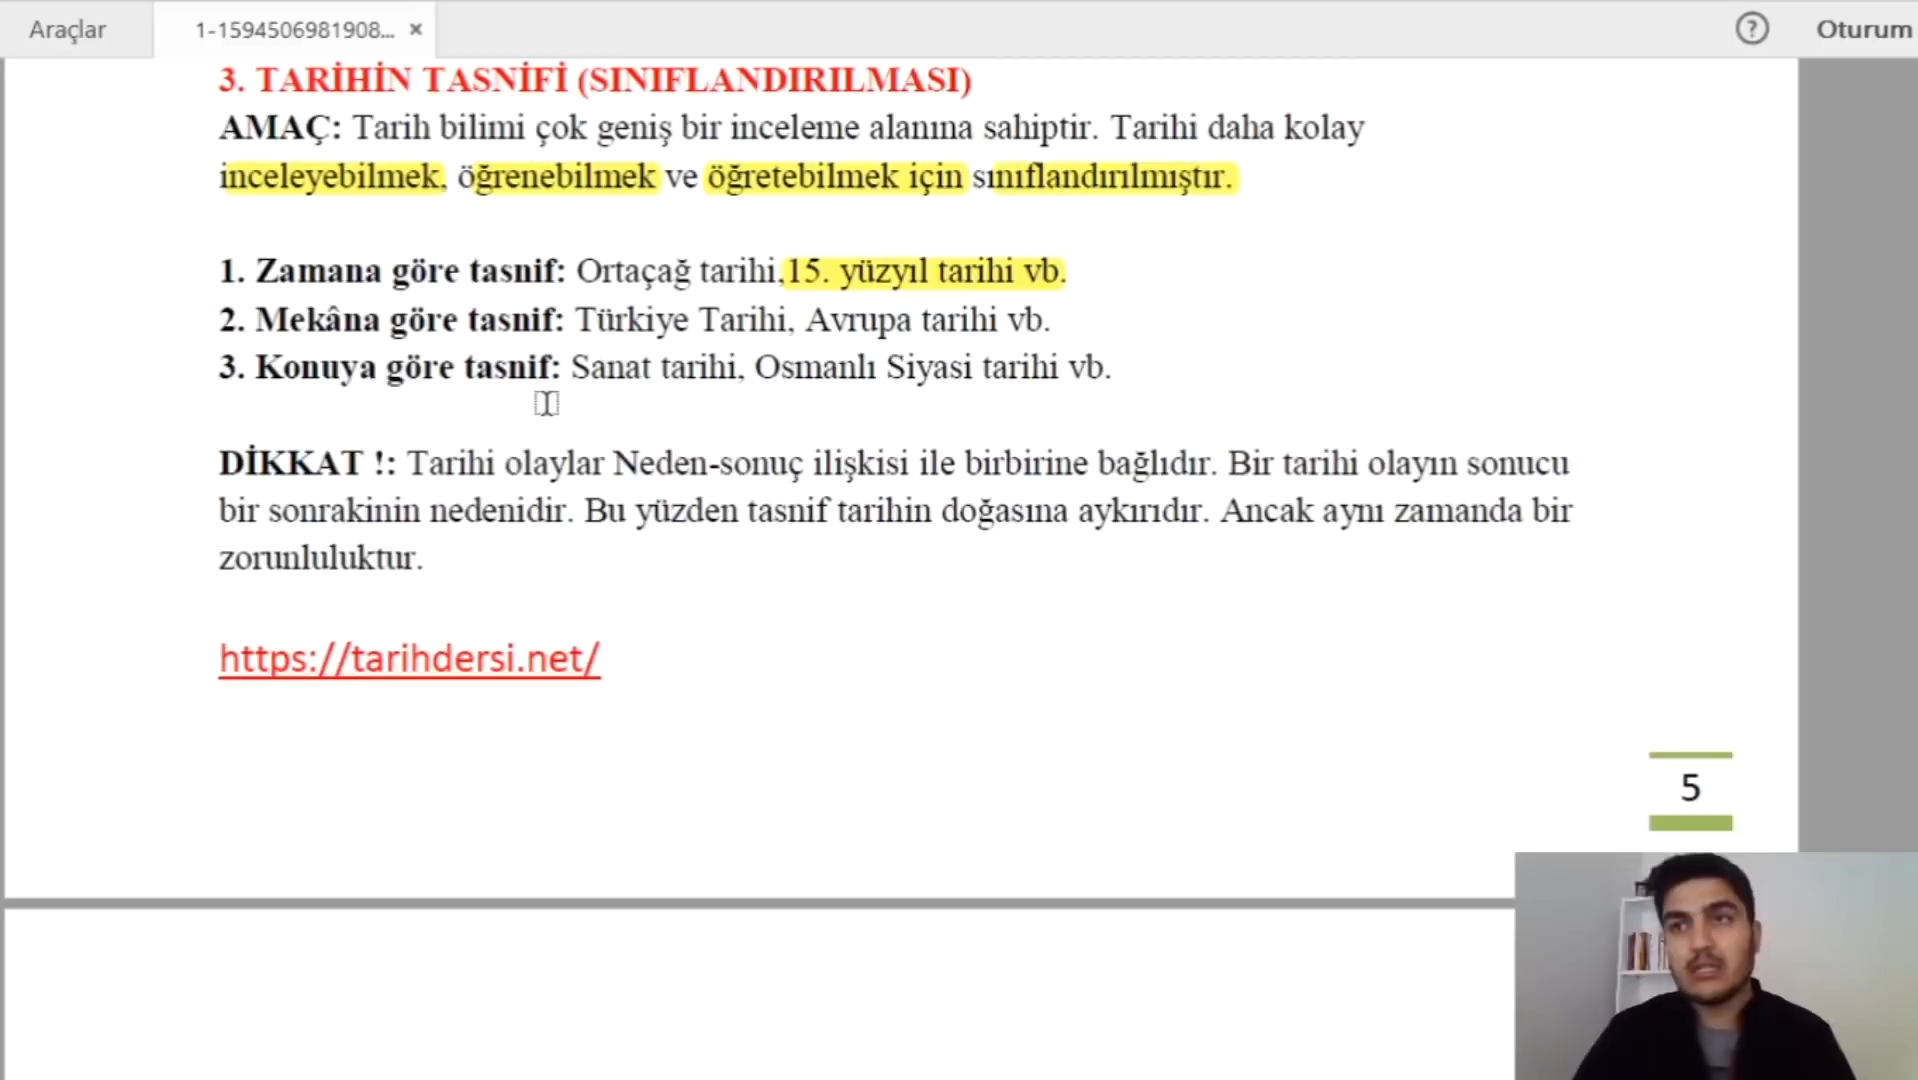 Araçlar
1-1594506981908...
Oturum
3. TARİHİN TASNİFİ (SINIFLANDIRILMASI)
AMAÇ: Tarih bilimi çok geniş bir inceleme alanına sahiptir. Tarihi daha kolay
inceleyebilmek, öğrenebilmek ve öğretebilmek için sınıflandırılmıştır.
1. Zamana göre tasnif: Ortaçağ tarihi,15. yüzyıl tarihi vb.
2. Mekâna göre tasnif: Türkiye Tarihi, Avrupa tarihi vb.
3. Konuya göre tasnif: Sanat tarihi, Osmanlı Siyasi tarihi vb.
DİKKAT !: Tarihi olaylar Neden-sonuç ilişkisi ile birbirine bağlıdır. Bir tarihi olayın sonucu
bir sonrakinin nedenidir. Bu yüzden tasnif tarihin doğasına aykırıdır. Ancak aynı zamanda bir
zorunluluktur.
https://tarihdersi.net/
5